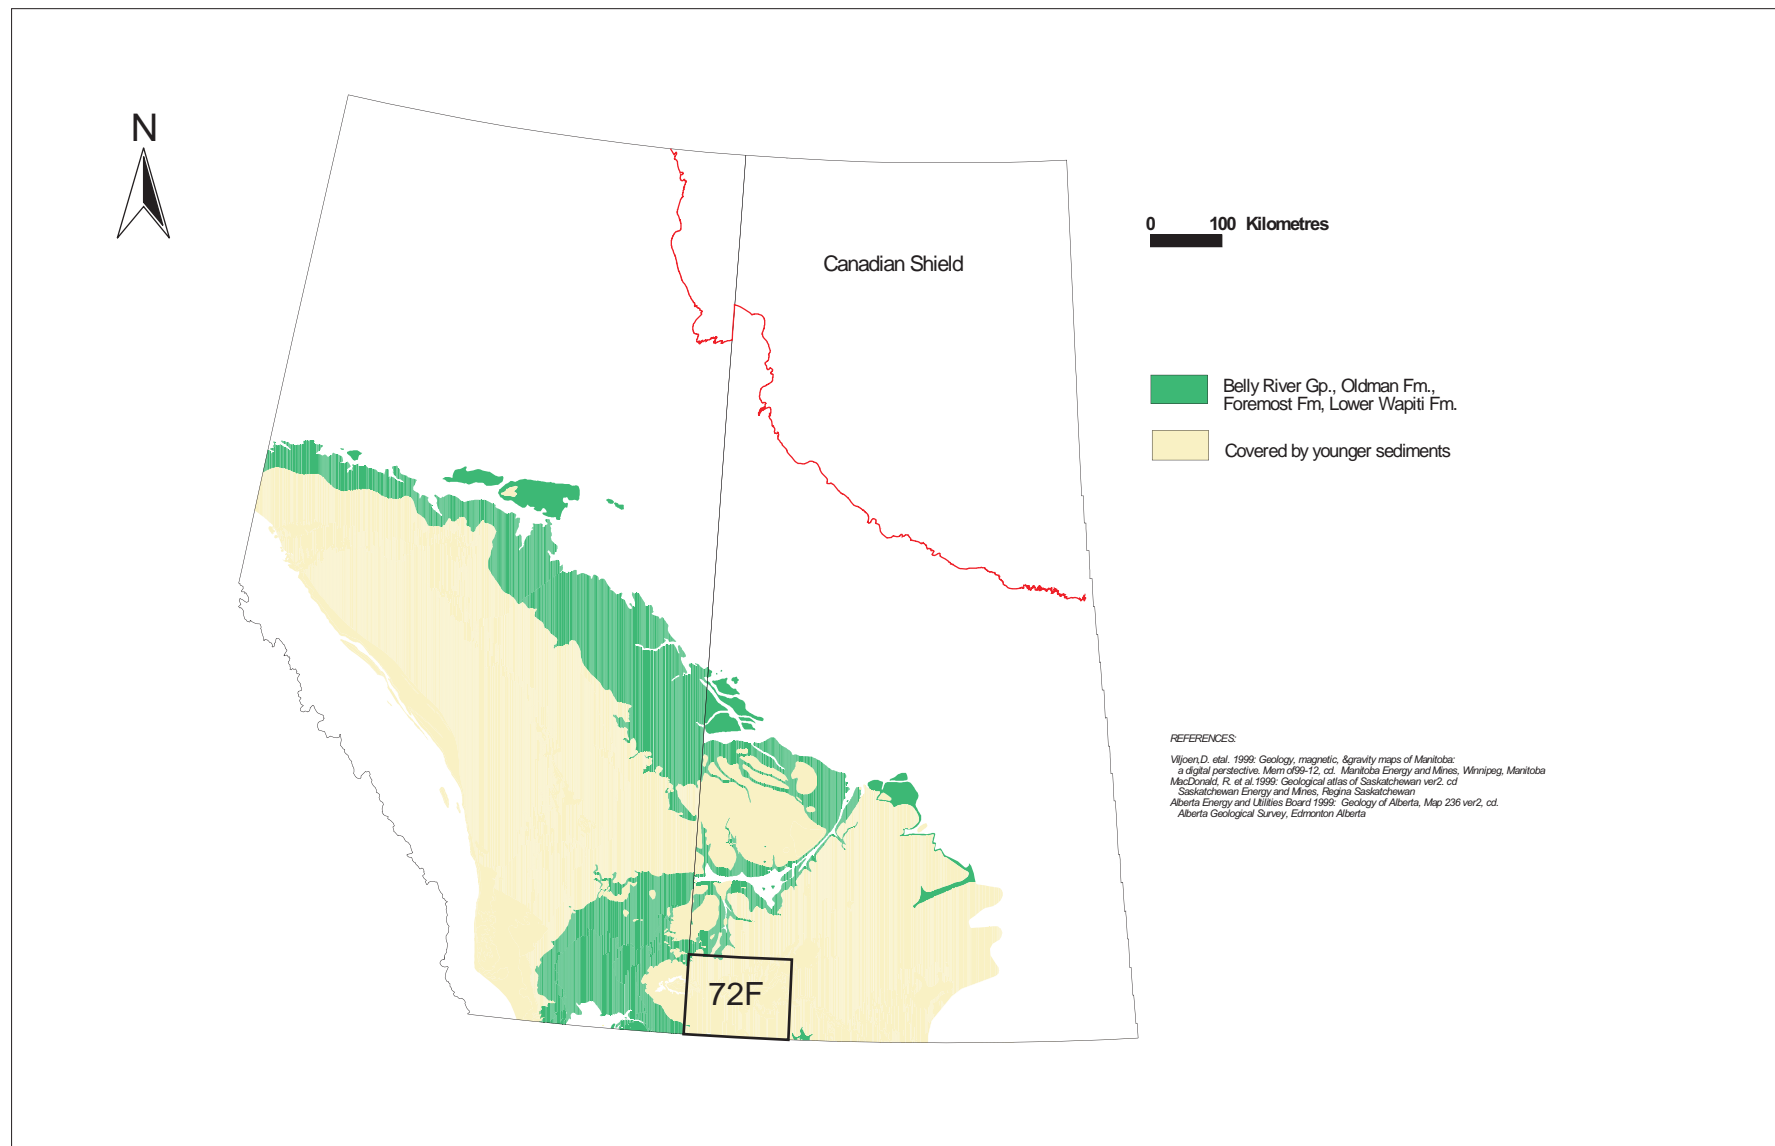 N
Canadian Shield
0 100 Kilometres
Belly River Gp., Oldman Fm.,
Foremost Fm, Lower Wapiti Fm.
Covered by younger sediments
REFERENCES:
Viljoen,D. etal. 1999: Geology, magnetic, &gravity maps of Manitoba:
a digital perstective. Mem of99-12, cd. Manitoba Energy and Mines, Winnipeg, Manitoba
MacDonald, R. et al.1999: Geological atlas of Saskatchewan ver2. cd
Saskatchewan Energy and Mines, Regina Saskatchewan
Alberta Energy and Utilities Board 1999: Geology of Alberta, Map 236 ver2, cd.
Alberta Geological Survey, Edmonton Alberta
72F